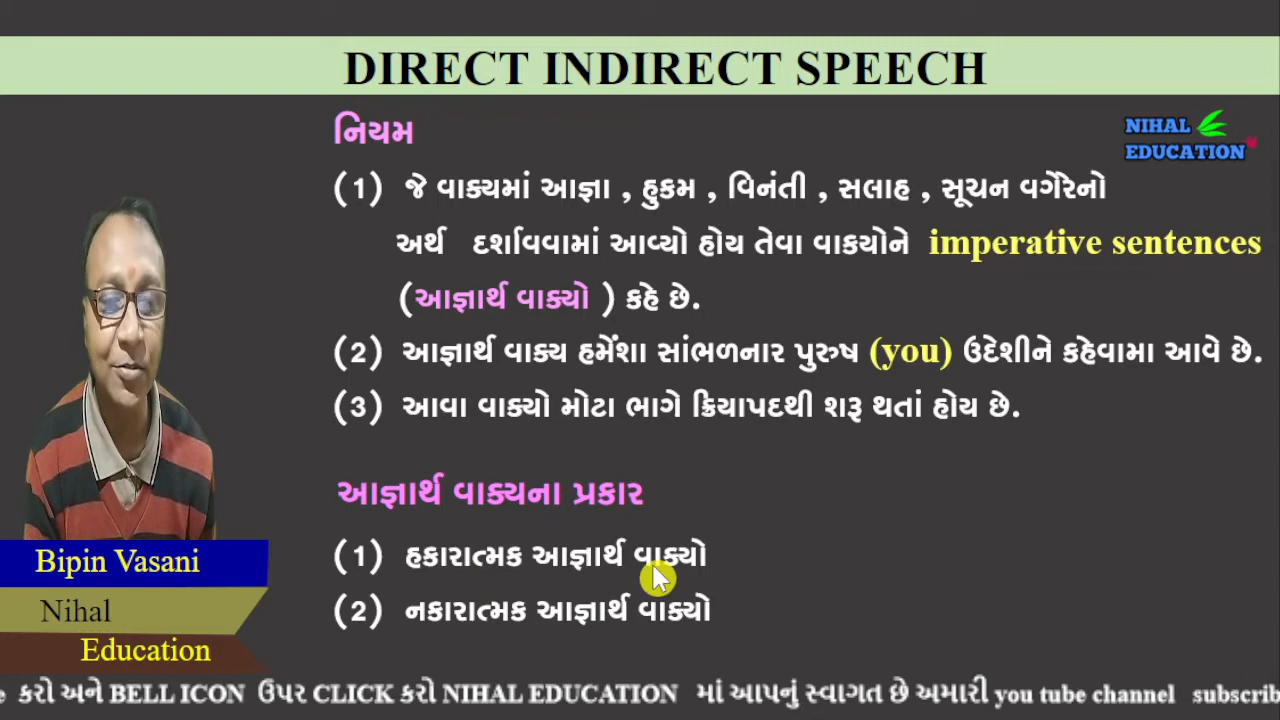 DIRECT INDIRECT SPEECH
નિયમ
NIHAL
EDUCATION
(1) જે વાક્યમાં આજ્ઞા , હુકમ , વિનંતી , સલાહ , સૂચન વગેરેનો
અર્થ દર્શાવવામાં આવ્યો હોય તેવા વાકયોને imperative sentences
(આજ્ઞાર્થ વાક્યો ) કહે છે.
(2) આજ્ઞાર્થ વાક્ય હમેંશા સાંભળનાર પુરુષ (you) ઉદેશીને કહેવામા આવે છે.
(3) આવા વાક્યો મોટા ભાગે ક્રિયાપદથી શરૂ થતાં હોય છે.
આજ્ઞાર્થ વાક્યના પ્રકાર
(1) હકારાત્મક આજ્ઞાર્થ વાક્યો
(2) નકારાત્મક આજ્ઞાર્થ વાક્યો
Bipin Vasani
Nihal
Education
કરો અને BELL ICON ઉપર CLICK કરો NIHAL EDUCATION માં આપનું સ્વાગત છે અમારી you tube channel subscrib